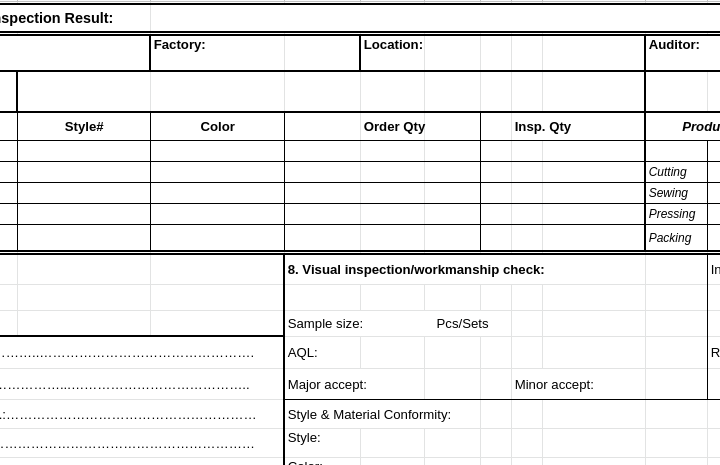 spection Result:
Factory: Location: Auditor:
Style# Color Order Qty Insp. Qty Produ
Cutting
Sewing
Pressing
Packing
8. Visual inspection/workmanship check: In
Sample size: Pcs/Sets
AQL: R
Major accept: Minor accept:
Style & Material Conformity:
Style:
Color: